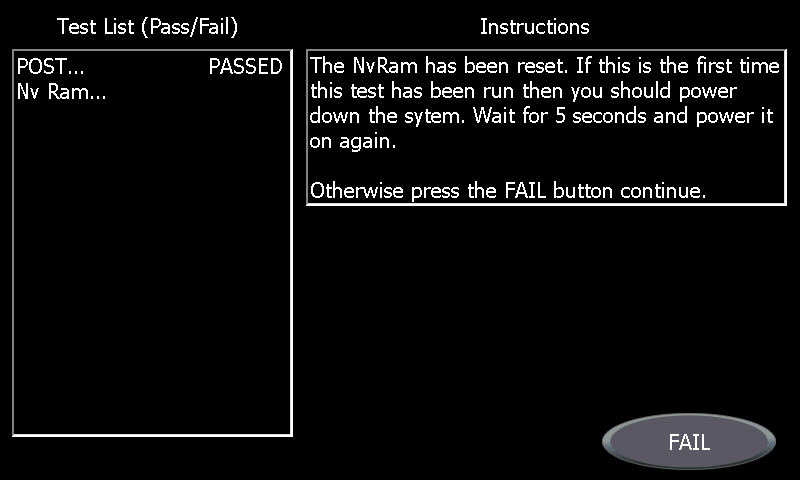 Test List (Pass/Fail)
Instructions
POST... PASSED
Nv Ram...
The NvRam has been reset. If this is the first time
this test has been run then you should power
down the sytem. Wait for 5 seconds and power it
on again.
Otherwise press the FAIL button continue.
FAIL